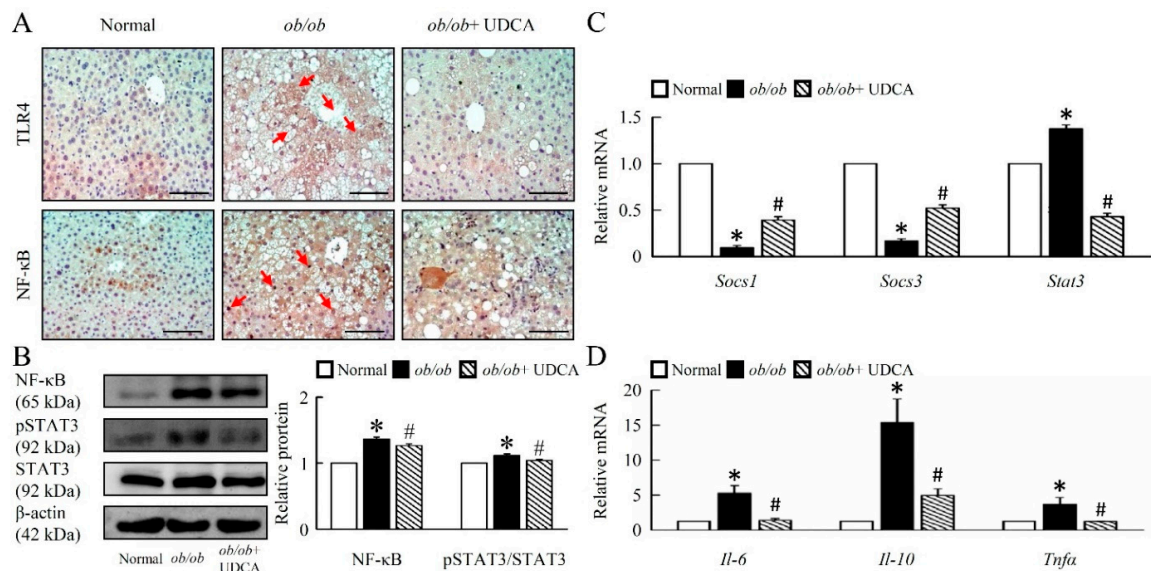 A
Normal
ob/ob
ob/ob+ UDCA
TLR4
NF-κB
B
NF-κB
(65 kDa)
pSTAT3
(92 kDa)
STAT3
(92 kDa)
β-actin
(42 kDa)
Normal ob/ob ob/ob+
UDCA
Normal ob/ob ob/ob+ UDCA
Relative prortein
2
1
0
* # * #
NF-κB pSTAT3/STAT3
C
Normal ob/ob ob/ob+ UDCA
Relative mRNA
1.5
1.0
0.5
0
* # * # * #
Socs1 Socs3 Stat3
D
Normal ob/ob ob/ob+ UDCA
Relative mRNA
20
15
10
5
0
* # * # * #
Il-6 Il-10 Tnfα